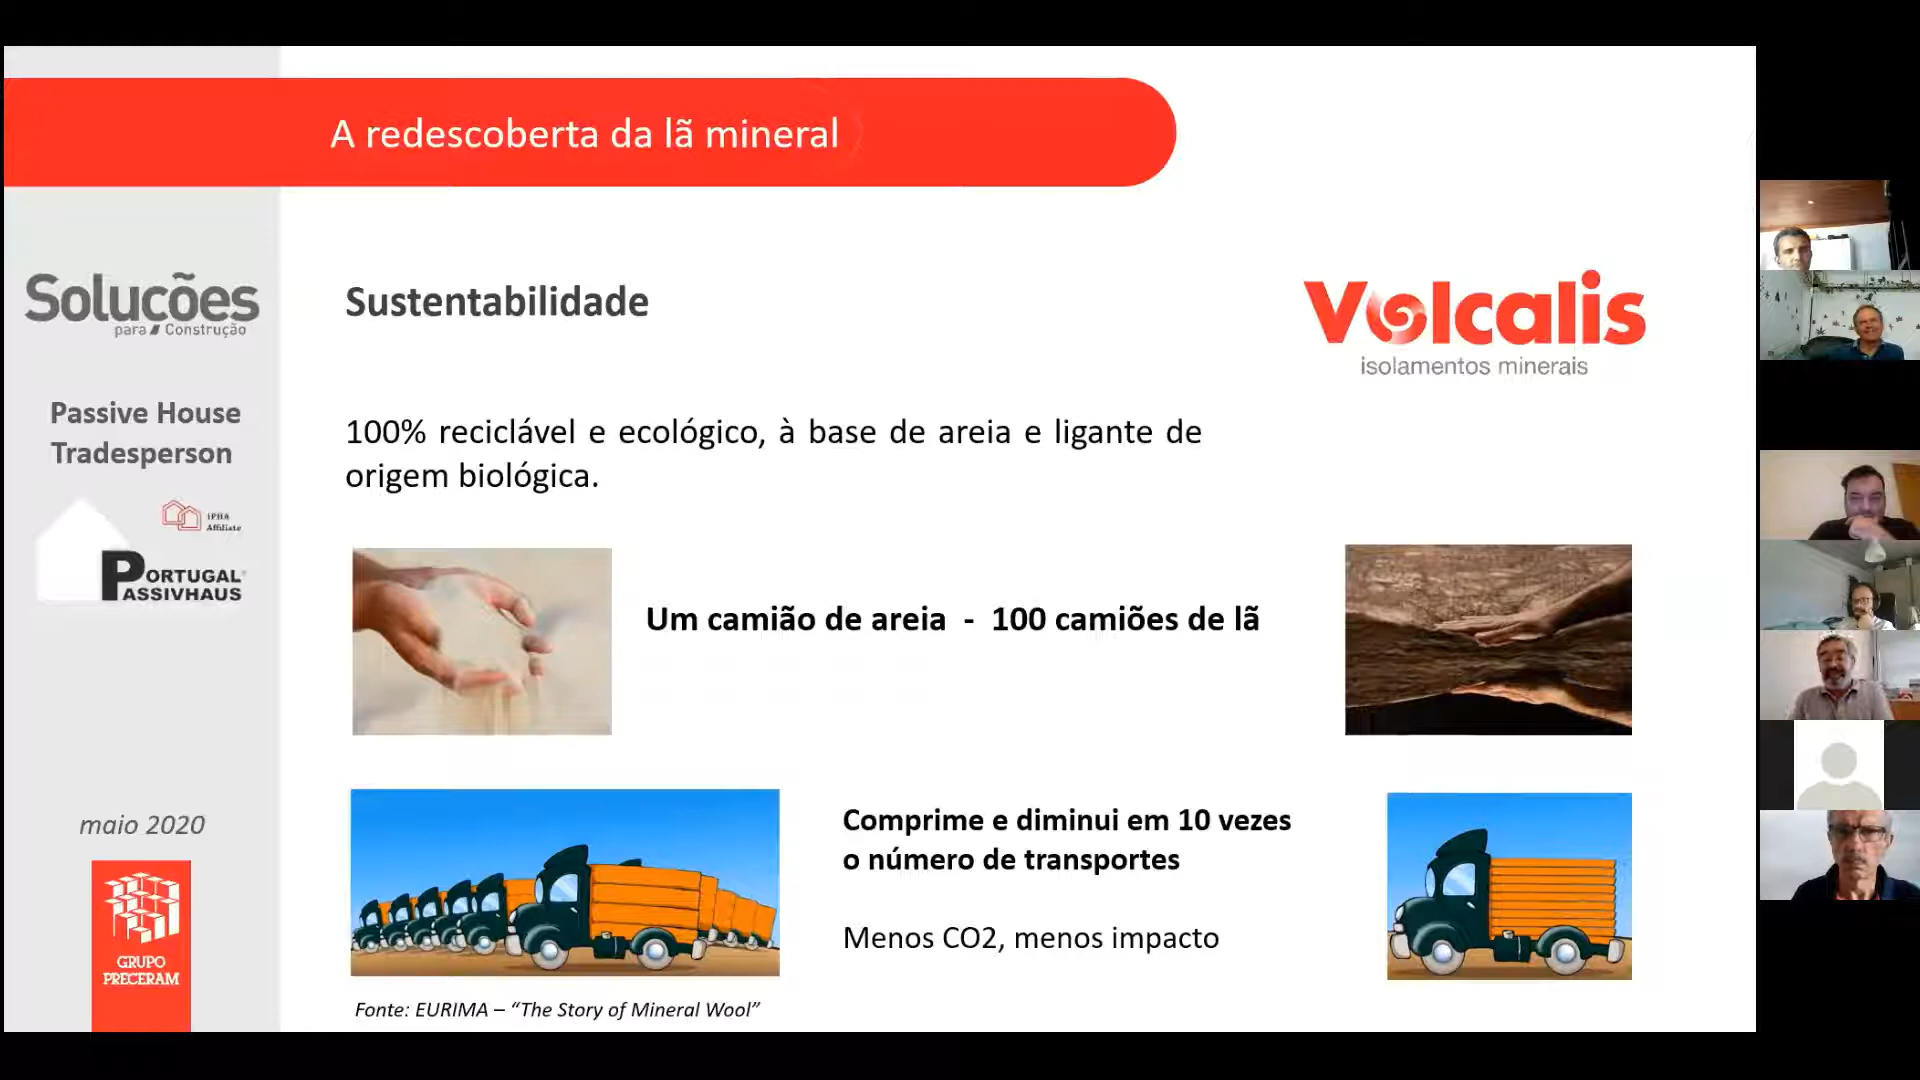 A redescoberta da lã mineral
Soluções
para Construção
Passive House
Tradesperson
iPHA
Affiliate
PORTUGAL
PASSIVHAUS
maio 2020
GRUPO
PRECERAM
Sustentabilidade
Volcalis
isolamentos minerais
100% reciclável e ecológico, à base de areia e ligante de
origem biológica.
Um camião de areia - 100 camiões de lã
Comprime e diminui em 10 vezes
o número de transportes
Menos CO2, menos impacto
Fonte: EURIMA – “The Story of Mineral Wool”